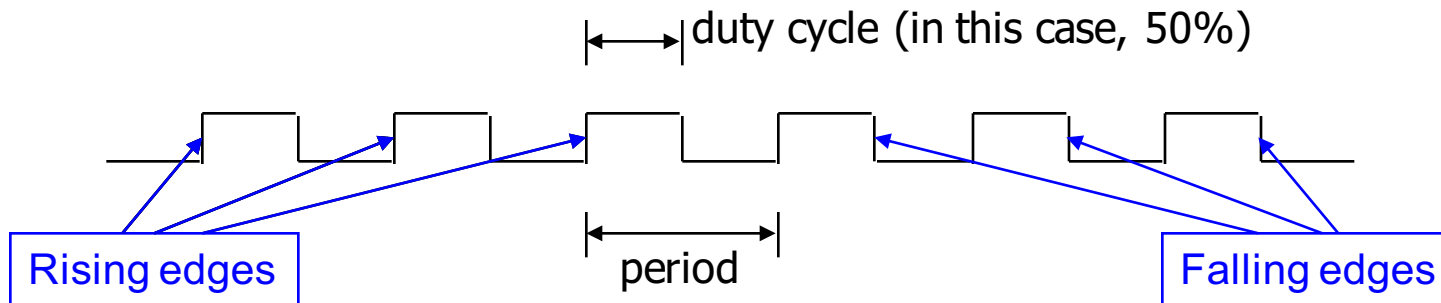 duty cycle (in this case, 50%)
Rising edges
period
Falling edges